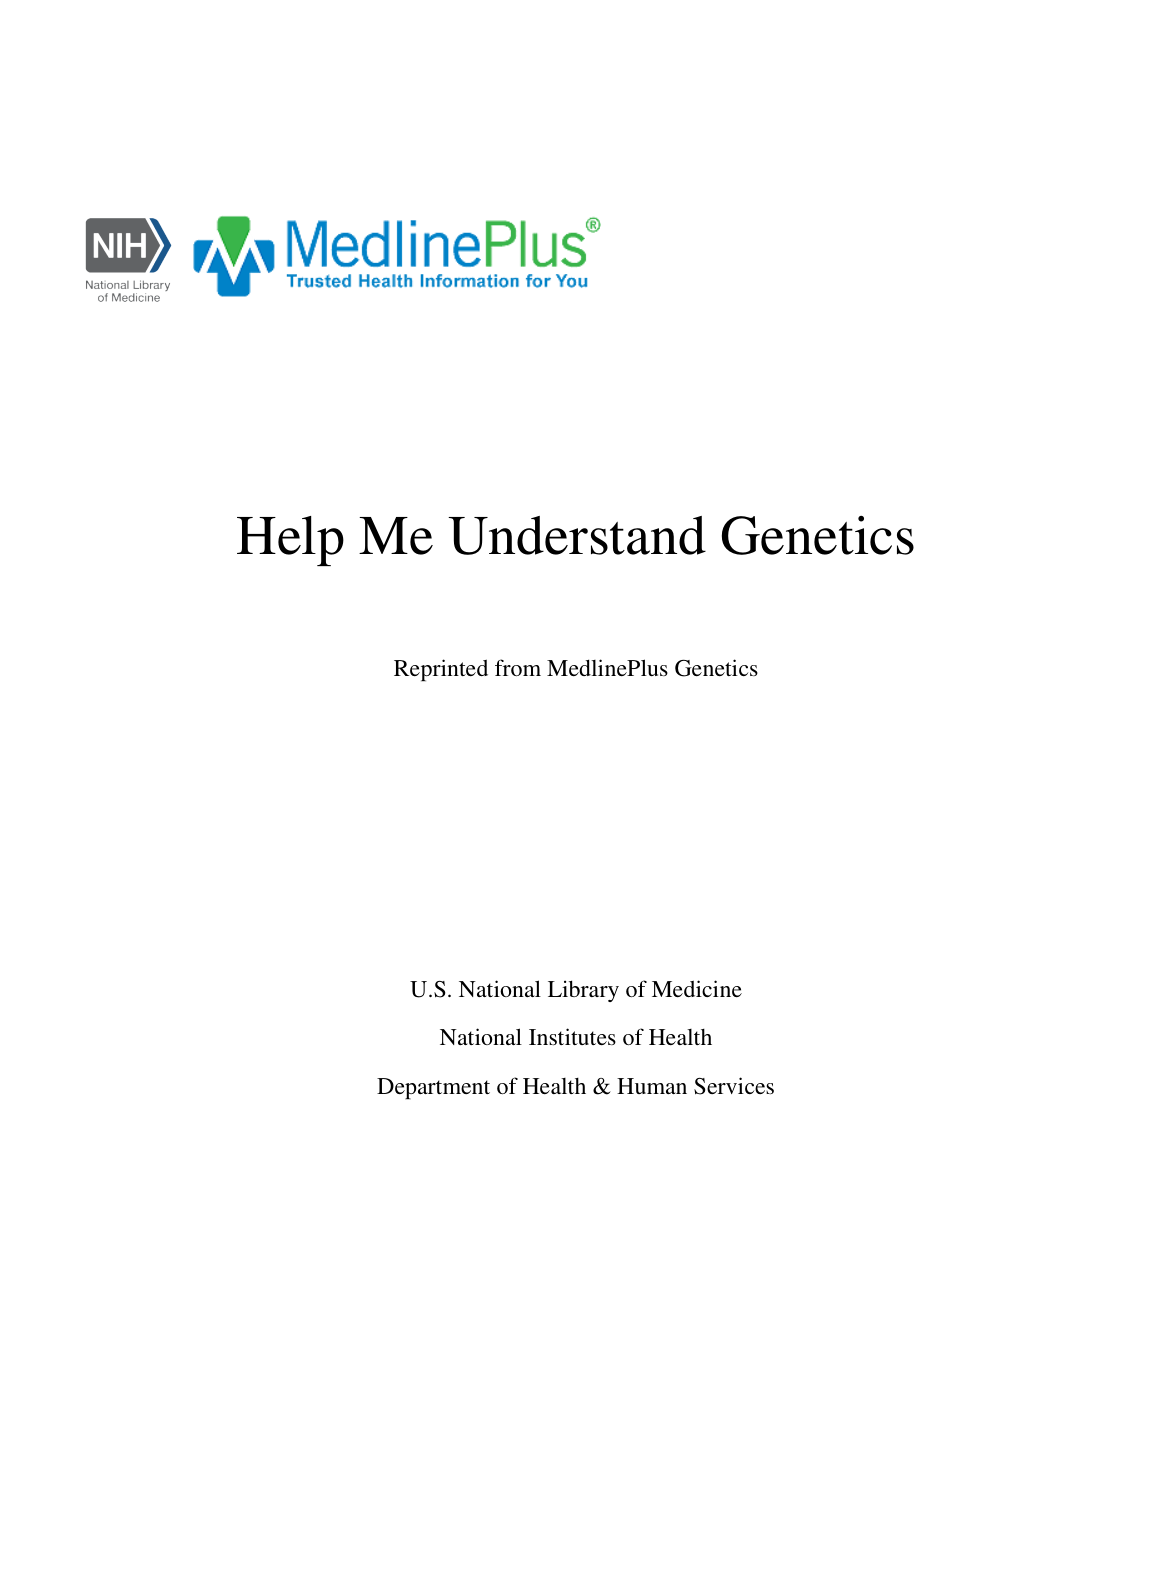 NIH
National Library
of Medicine
MedlinePlus®
Trusted Health Information for You
Help Me Understand Genetics
Reprinted from MedlinePlus Genetics
U.S. National Library of Medicine
National Institutes of Health
Department of Health & Human Services